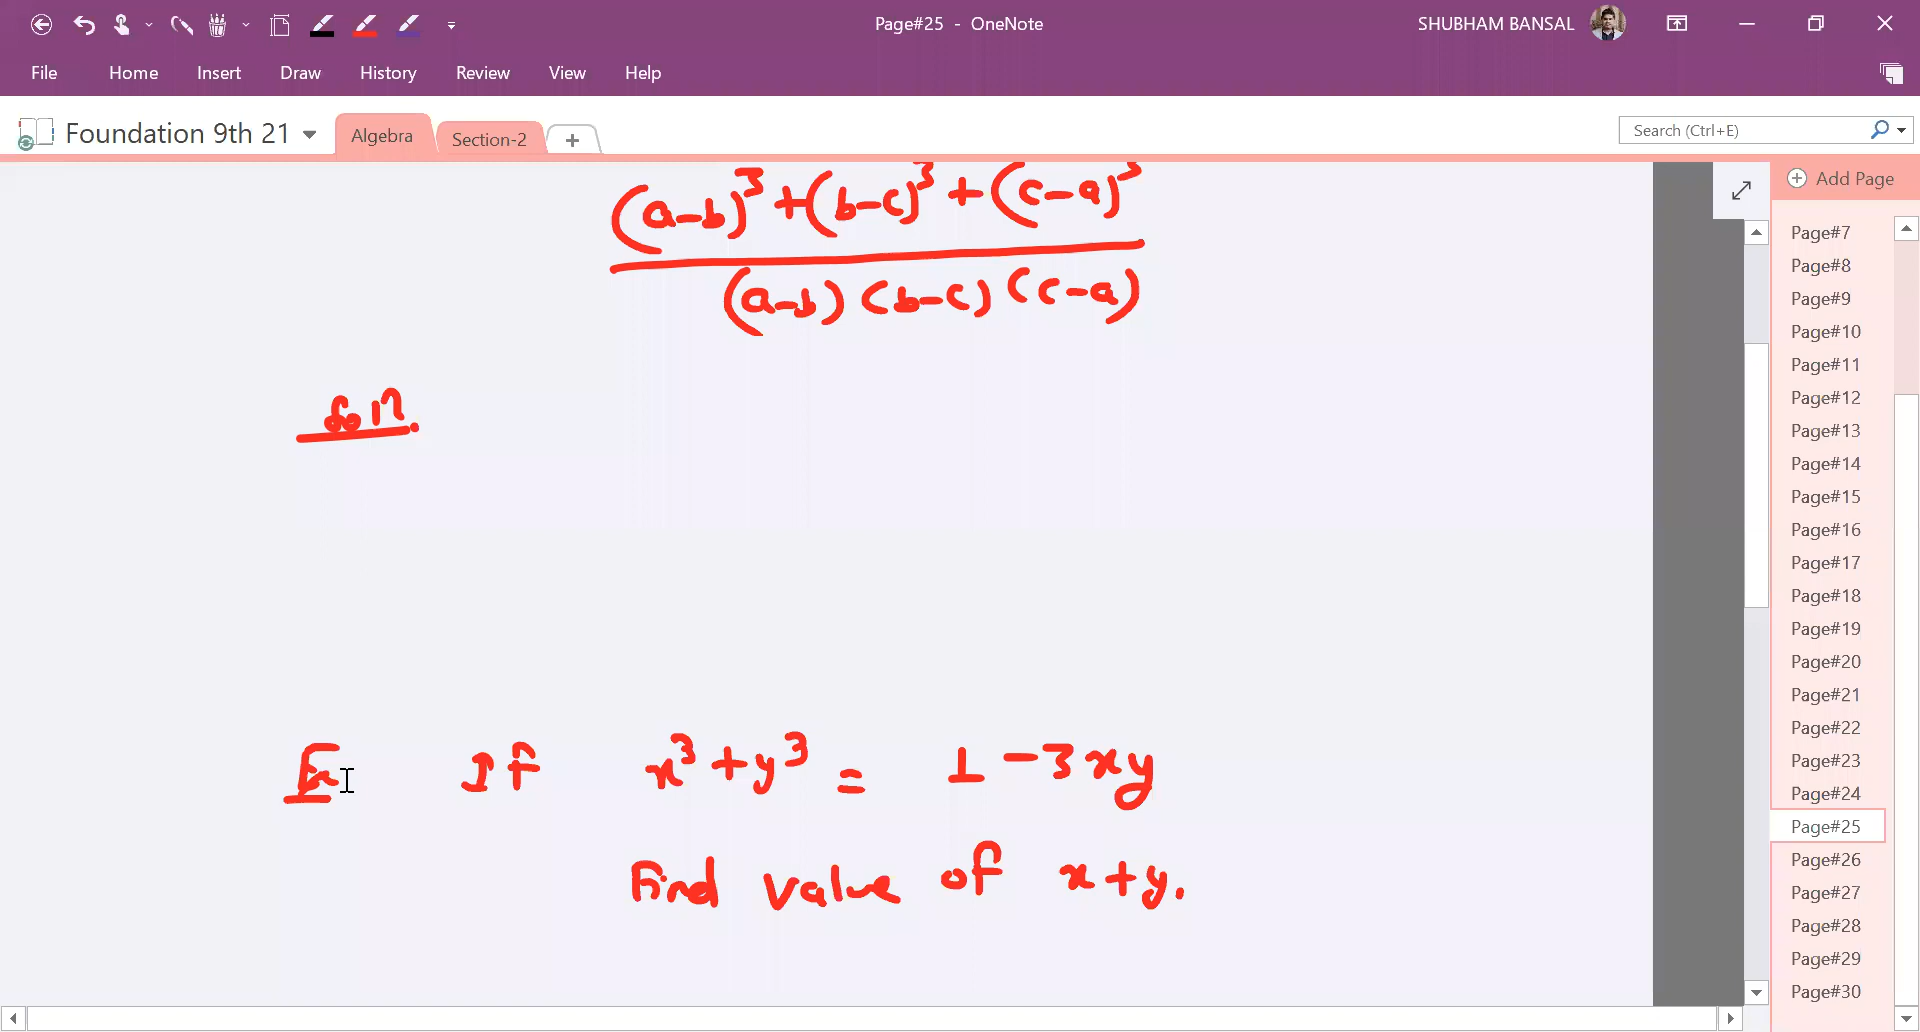 Page#25 - OneNote
SHUBHAM BANSAL
File Home Insert Draw History Review View Help
Foundation 9th 21
Algebra
Section-2
Search (Ctrl+E)
Add Page
(a-b)³+(b-c)³+(c-a)³
(a-b) (b-c) (c-a)
Solⁿ.
Ex If x³+y³ = 1-3xy
Find value of x+y.
Page#7
Page#8
Page#9
Page#10
Page#11
Page#12
Page#13
Page#14
Page#15
Page#16
Page#17
Page#18
Page#19
Page#20
Page#21
Page#22
Page#23
Page#24
Page#25
Page#26
Page#27
Page#28
Page#29
Page#30